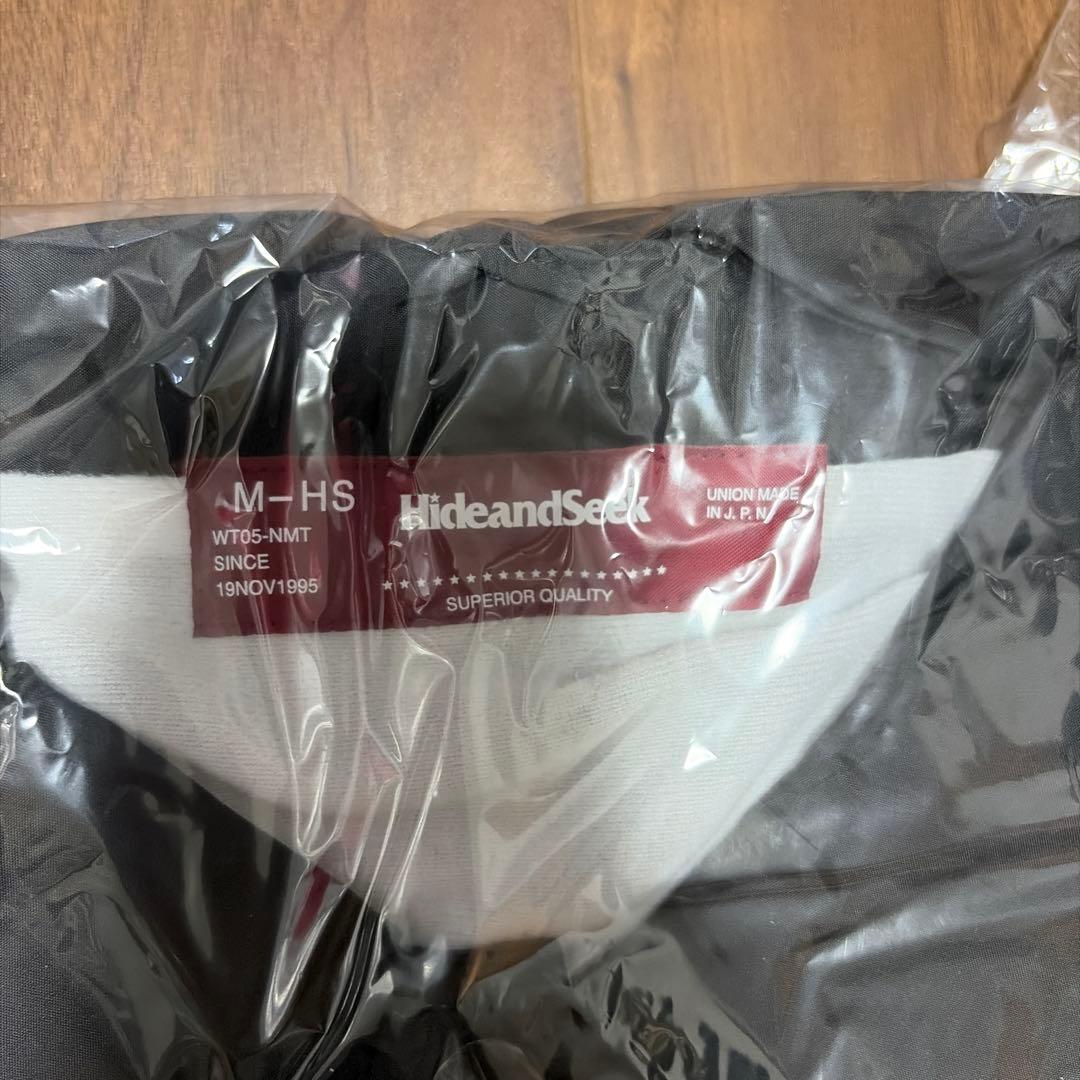 M-HS
WT05-NMT
SINCE
19NOV1995
HideandSeek
★★★★★★★★★★★★★★★★★
SUPERIOR QUALITY
UNION MADE
IN J.P.N.